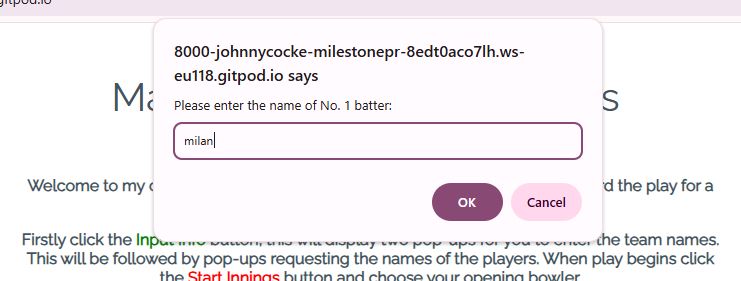 gitpod.io
8000-johnnycocke-milestonepr-8edt0aco7lh.ws-
eu118.gitpod.io says
Ma s
Please enter the name of No. 1 batter:
milan
OK Cancel
Welcome to my rd the play for a
Firstly click the Input Info button, this will display two pop-ups for you to enter the team names.
This will be followed by pop-ups requesting the names of the players. When play begins click
the Start Innings button and choose your opening bowler.